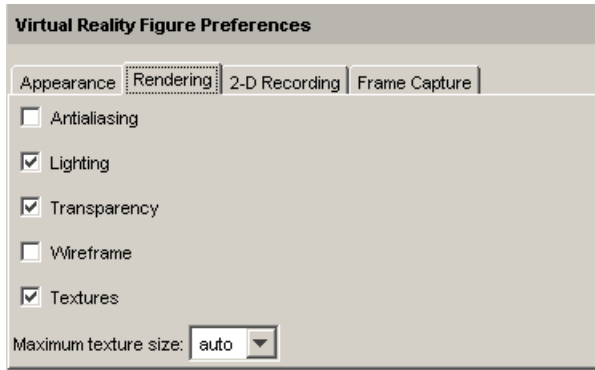 Virtual Reality Figure Preferences
Appearance Rendering 2-D Recording Frame Capture
Antialiasing
Lighting
Transparency
Wireframe
Textures
Maximum texture size: auto